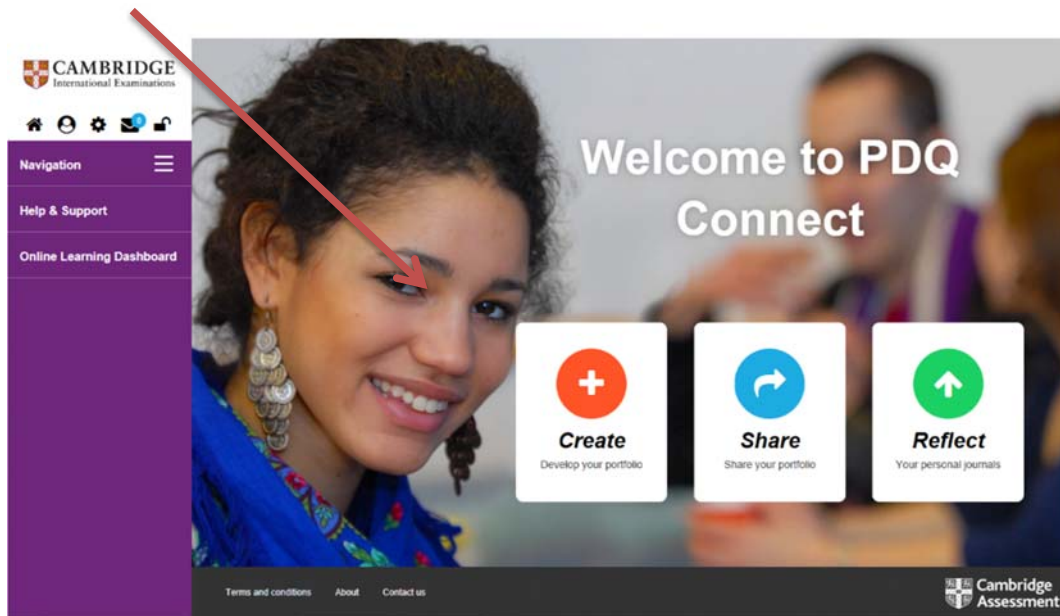 CAMBRIDGE
International Examinations
0
Navigation
Help & Support
Online Learning Dashboard
Welcome to PDQ
Connect
Create
Develop your portfolio
Share
Share your portfolio
Reflect
Your personal journals
Terms and conditions About Contact us
Cambridge
Assessment